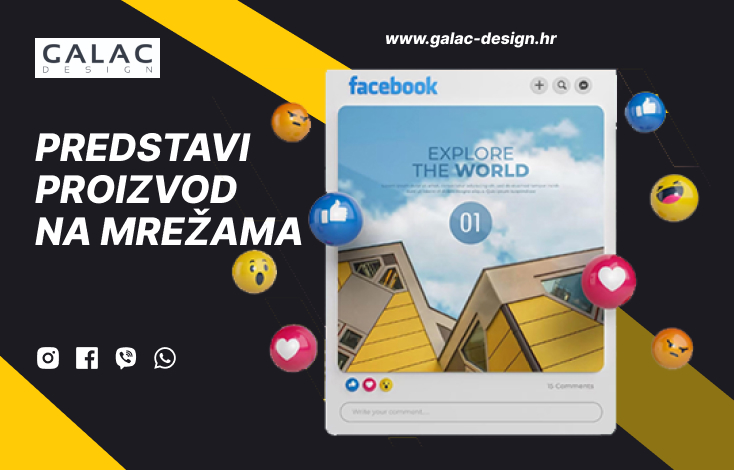 www.galac-design.hr
GALAC
DESIGN
PREDSTAVI
PROIZVOD
NA MREŽAMA
facebook
EXPLORE
THE WORLD
01
15 Comments
Write your comment...